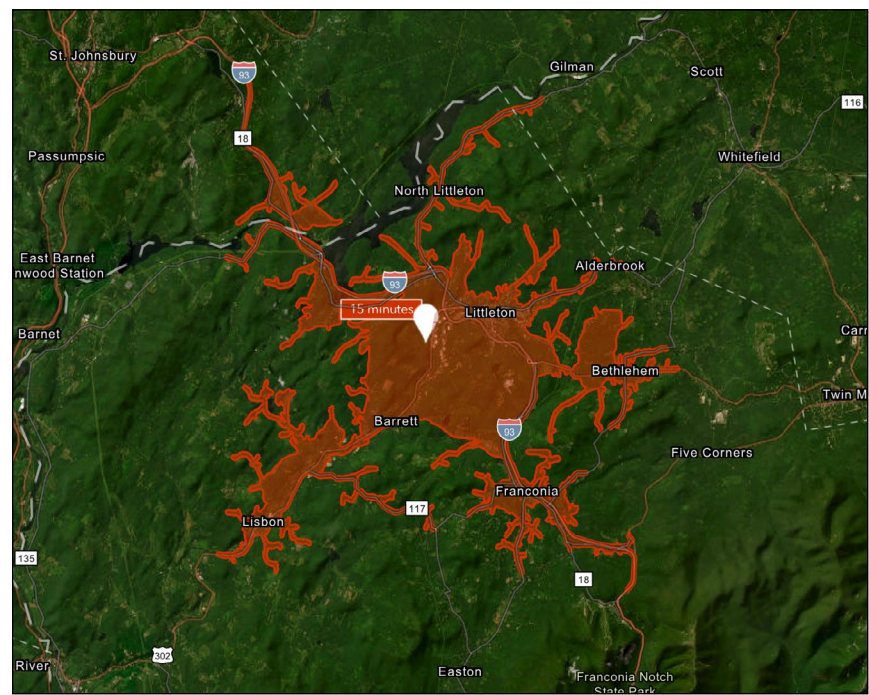 St. Johnsbury
93
Gilman
Scott
116
18
Passumpsic
Whitefield
North Littleton
East Barnet
nwood Station
Alderbrook
93
15 minutes
Littleton
Barnet
Carr
Bethlehem
Twin M
Barrett
93
Five Corners
Franconia
117
Lisbon
135
18
302
River
Easton
Franconia Notch
State Park